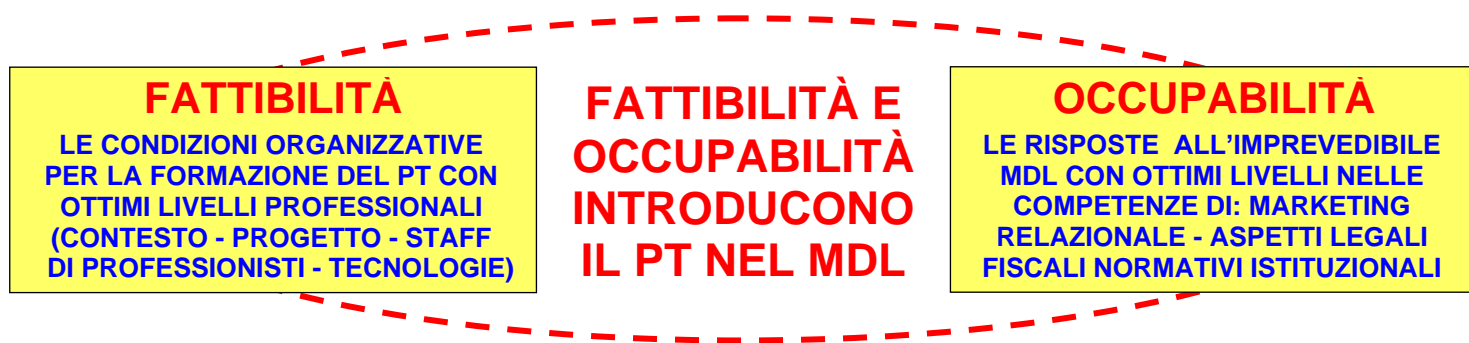 FATTIBILITÀ
LE CONDIZIONI ORGANIZZATIVE
PER LA FORMAZIONE DEL PT CON
OTTIMI LIVELLI PROFESSIONALI
(CONTESTO - PROGETTO - STAFF
DI PROFESSIONISTI - TECNOLOGIE)
FATTIBILITÀ E
OCCUPABILITÀ
INTRODUCONO
IL PT NEL MDL
OCCUPABILITÀ
LE RISPOSTE ALL’IMPREVEDIBILE
MDL CON OTTIMI LIVELLI NELLE
COMPETENZE DI: MARKETING
RELAZIONALE - ASPETTI LEGALI
FISCALI NORMATIVI ISTITUZIONALI